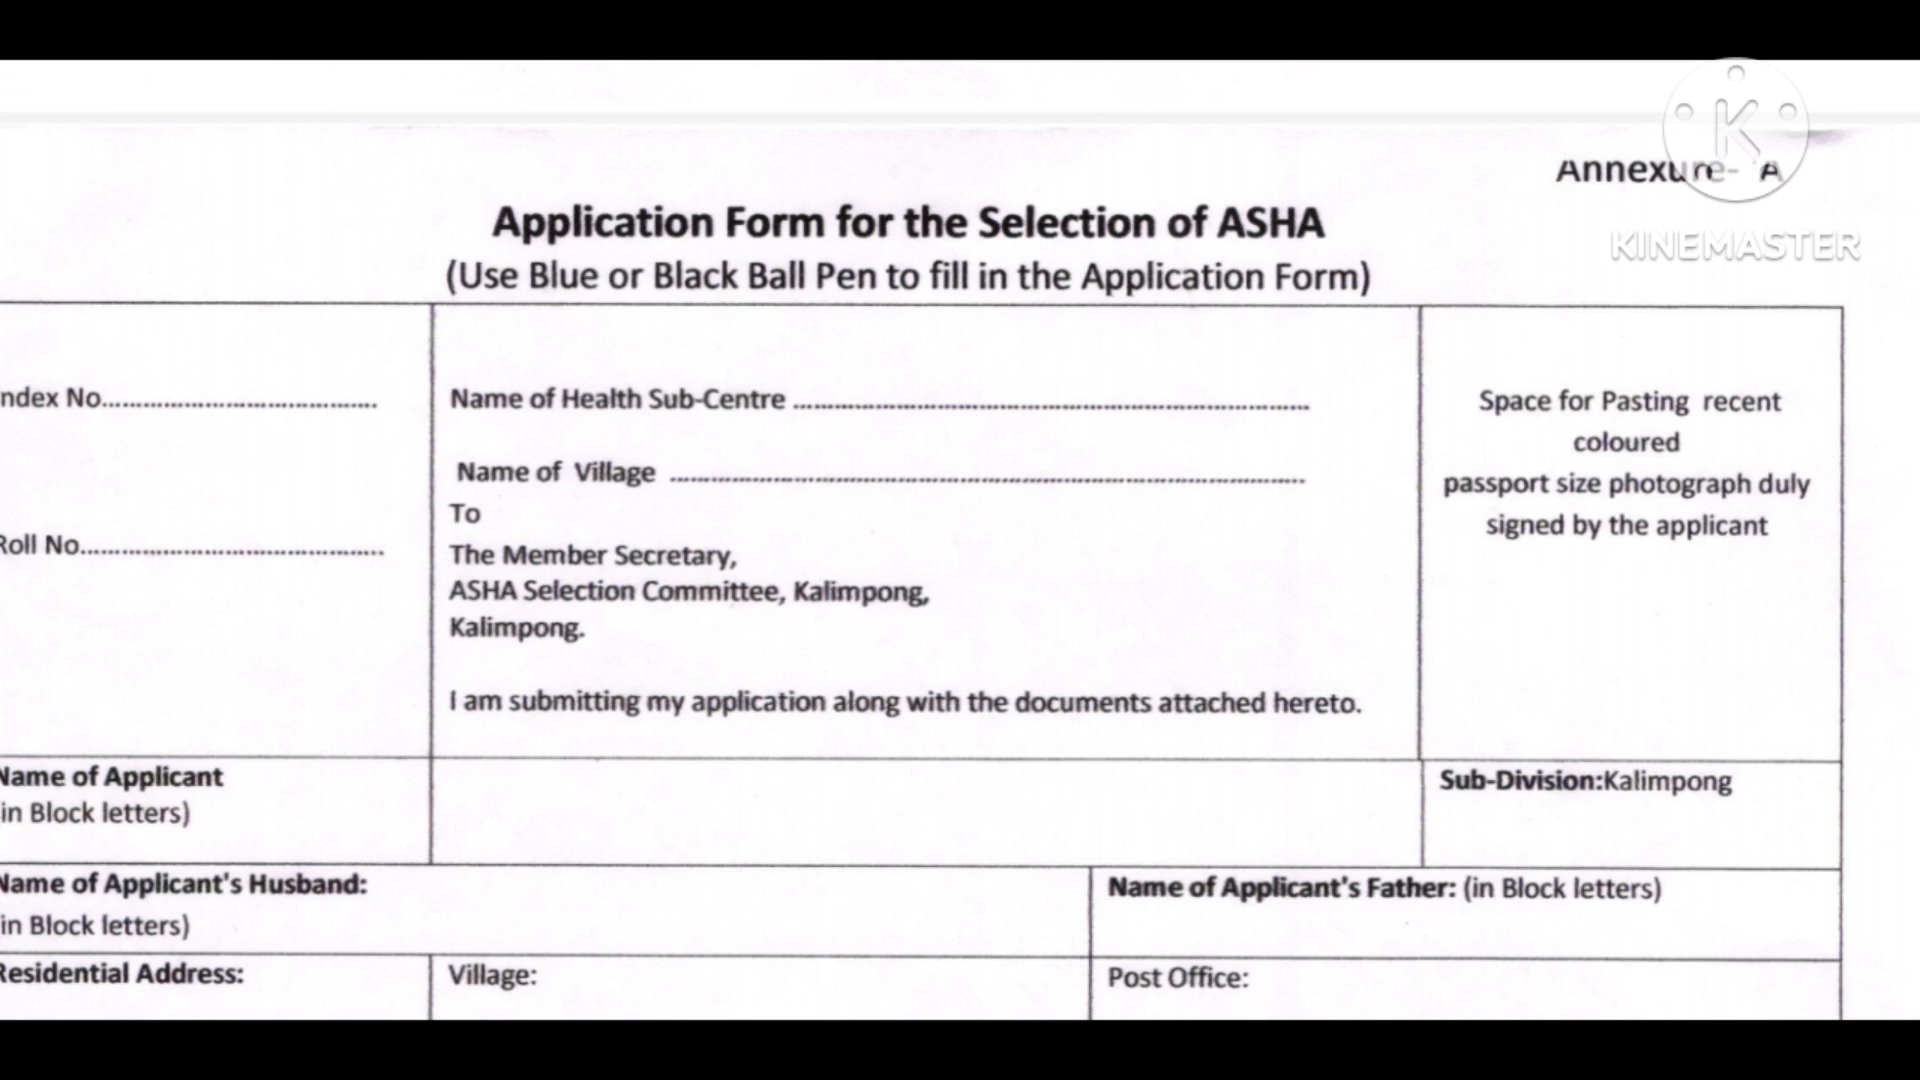 K
KINEMASTER
Annexure- A
Application Form for the Selection of ASHA
(Use Blue or Black Ball Pen to fill in the Application Form)
ndex No..............................................
Roll No...................................................
Name of Health Sub-Centre ......................................................................................
Name of Village ..........................................................................................................
To
The Member Secretary,
ASHA Selection Committee, Kalimpong,
Kalimpong.
I am submitting my application along with the documents attached hereto.
Space for Pasting recent
coloured
passport size photograph duly
signed by the applicant
Name of Applicant
in Block letters)
Sub-Division:Kalimpong
Name of Applicant's Husband:
in Block letters)
Name of Applicant's Father: (in Block letters)
Residential Address:
Village:
Post Office: